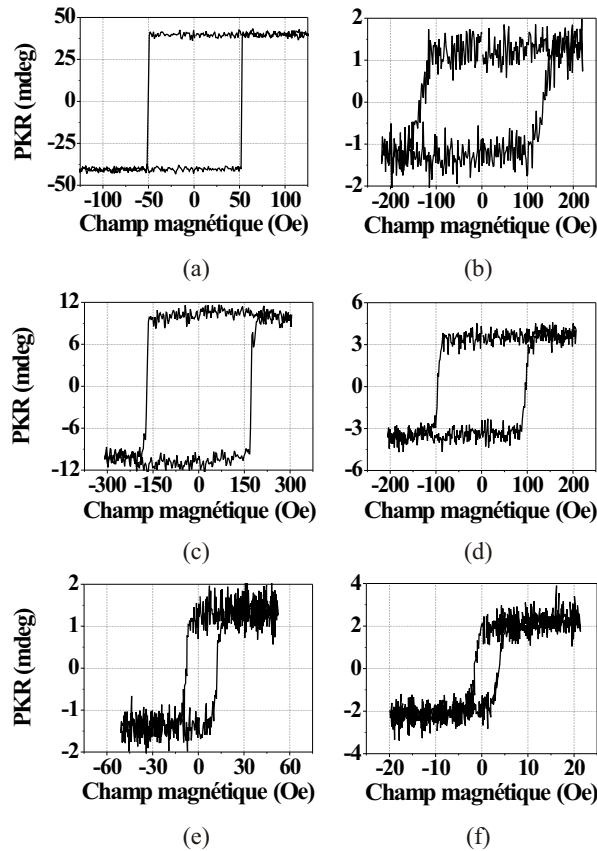 50
25
0
-25
-50
PKR (mdeg)
-100 -50 0 50 100
Champ magnétique (Oe)
(a)
2
1
0
-1
-2
-200 -100 0 100 200
Champ magnétique (Oe)
(b)
12
6
0
-6
-12
PKR (mdeg)
-300 -150 0 150 300
Champ magnétique (Oe)
(c)
6
3
0
-3
-6
-200 -100 0 100 200
Champ magnétique (Oe)
(d)
2
1
0
-1
-2
PKR (mdeg)
-60 -30 0 30 60
Champ magnétique (Oe)
(e)
4
2
0
-2
-4
-20 -10 0 10 20
Champ magnétique (Oe)
(f)